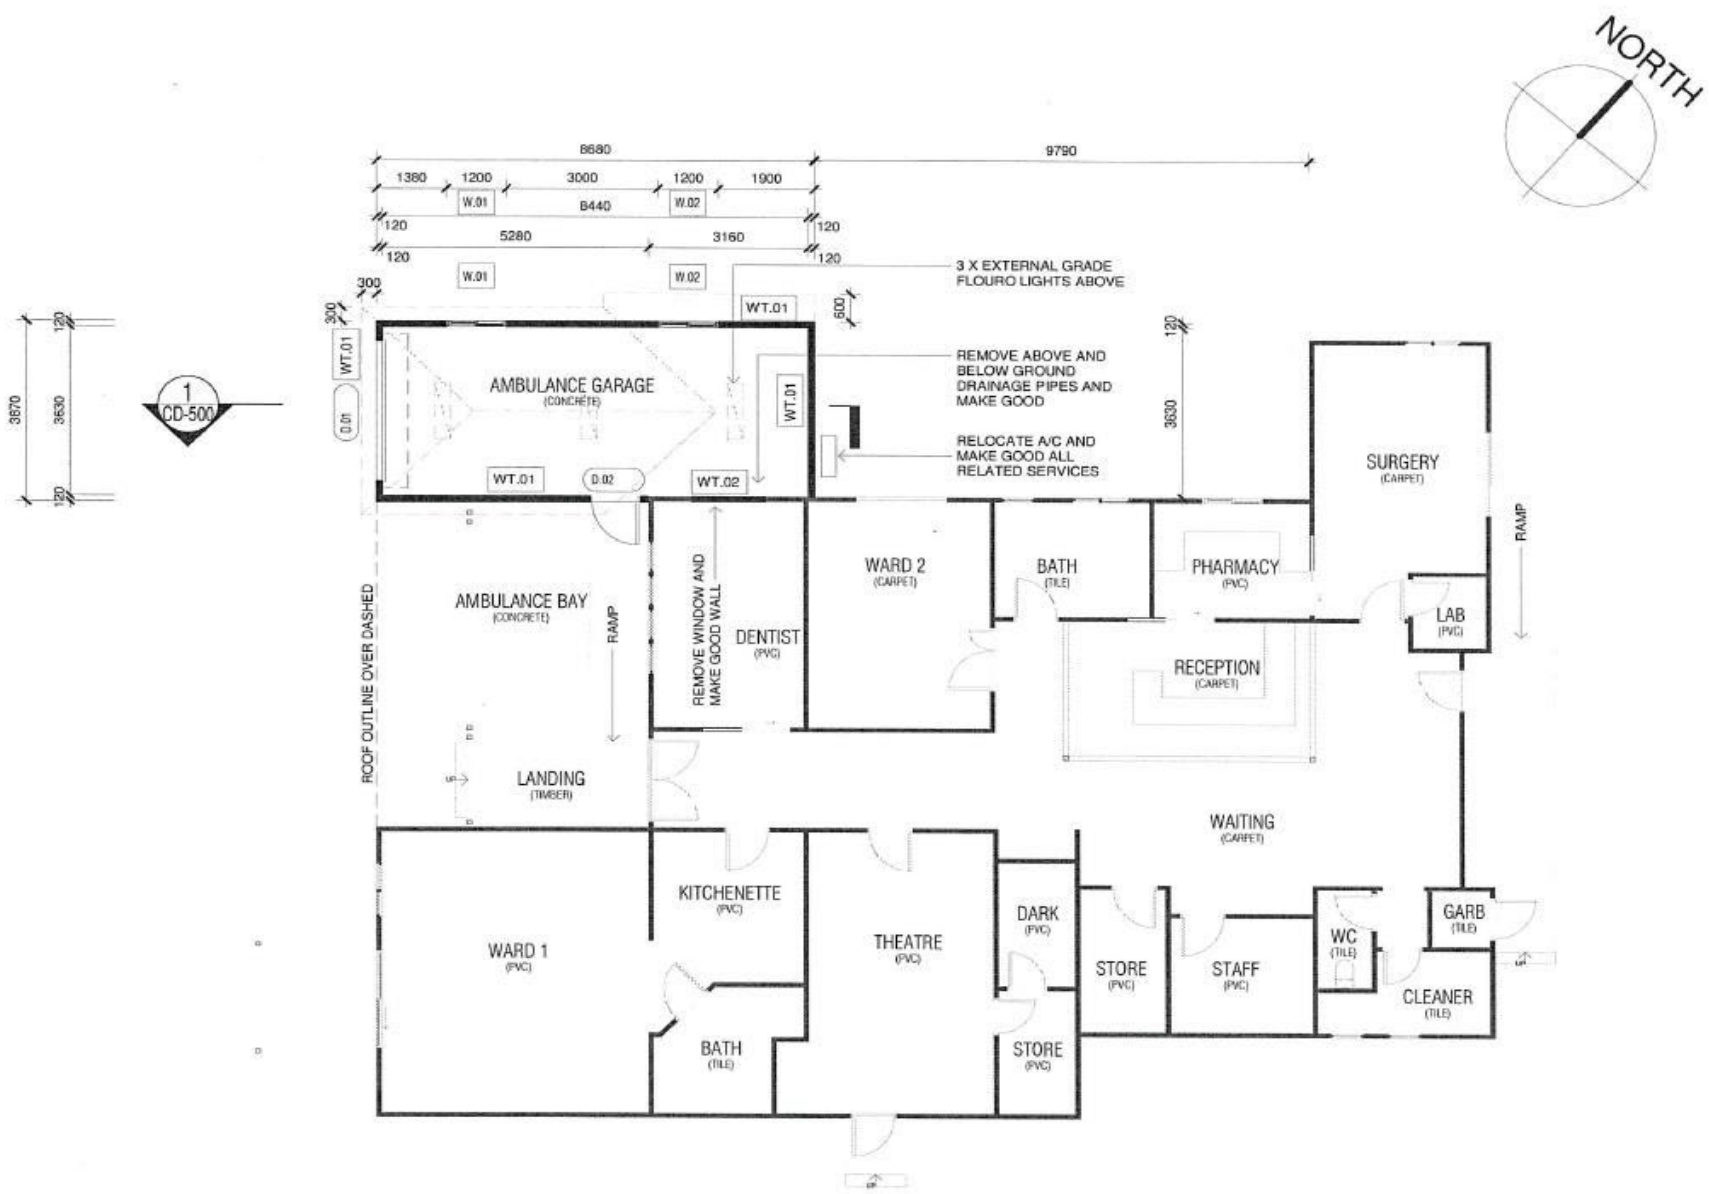 NORTH
8680
9790
1380
1200
3000
1200
1900
W.01
W.02
8440
120
120
5280
3160
120
120
W.01
W.02
3 X EXTERNAL GRADE
FLOURO LIGHTS ABOVE
300
300
600
WT.01
120
120
3870
3630
120
1
CD-500
WT.01
D.01
AMBULANCE GARAGE
(CONCRETE)
WT.01
REMOVE ABOVE AND
BELOW GROUND
DRAINAGE PIPES AND
MAKE GOOD
3630
RELOCATE A/C AND
MAKE GOOD ALL
RELATED SERVICES
WT.01
D.02
WT.02
SURGERY
(CARPET)
RAMP
ROOF OUTLINE OVER DASHED
AMBULANCE BAY
(CONCRETE)
RAMP
REMOVE WINDOW AND
MAKE GOOD WALL
DENTIST
(PVC)
WARD 2
(CARPET)
BATH
(TILE)
PHARMACY
(PVC)
LAB
(PVC)
RECEPTION
(CARPET)
LANDING
(TIMBER)
WAITING
(CARPET)
KITCHENETTE
(PVC)
WARD 1
(PVC)
THEATRE
(PVC)
DARK
(PVC)
STORE
(PVC)
STAFF
(PVC)
WC
(TILE)
GARB
(TILE)
CLEANER
(TILE)
BATH
(TILE)
STORE
(PVC)